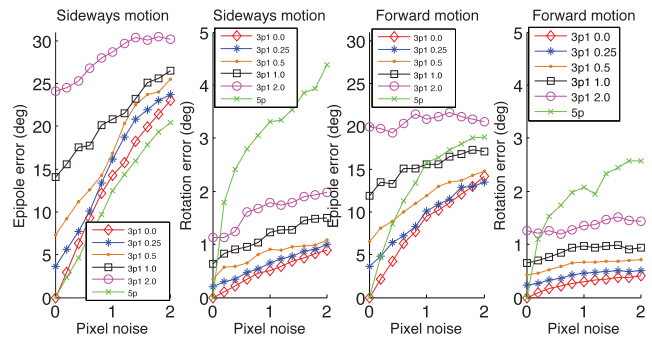 Sideways motion
Epipole error (deg)
30
25
20
15
10
5
0
0
1
2
Pixel noise
3p1 0.0
3p1 0.25
3p1 0.5
3p1 1.0
3p1 2.0
5p
Sideways motion
Rotation error (deg)
5
4
3
2
1
0
0
1
2
Pixel noise
3p1 0.0
3p1 0.25
3p1 0.5
3p1 1.0
3p1 2.0
5p
Forward motion
Epipole error (deg)
30
25
20
15
10
5
0
0
1
2
Pixel noise
3p1 0.0
3p1 0.25
3p1 0.5
3p1 1.0
3p1 2.0
5p
Forward motion
Rotation error (deg)
5
4
3
2
1
0
0
1
2
Pixel noise
3p1 0.0
3p1 0.25
3p1 0.5
3p1 1.0
3p1 2.0
5p